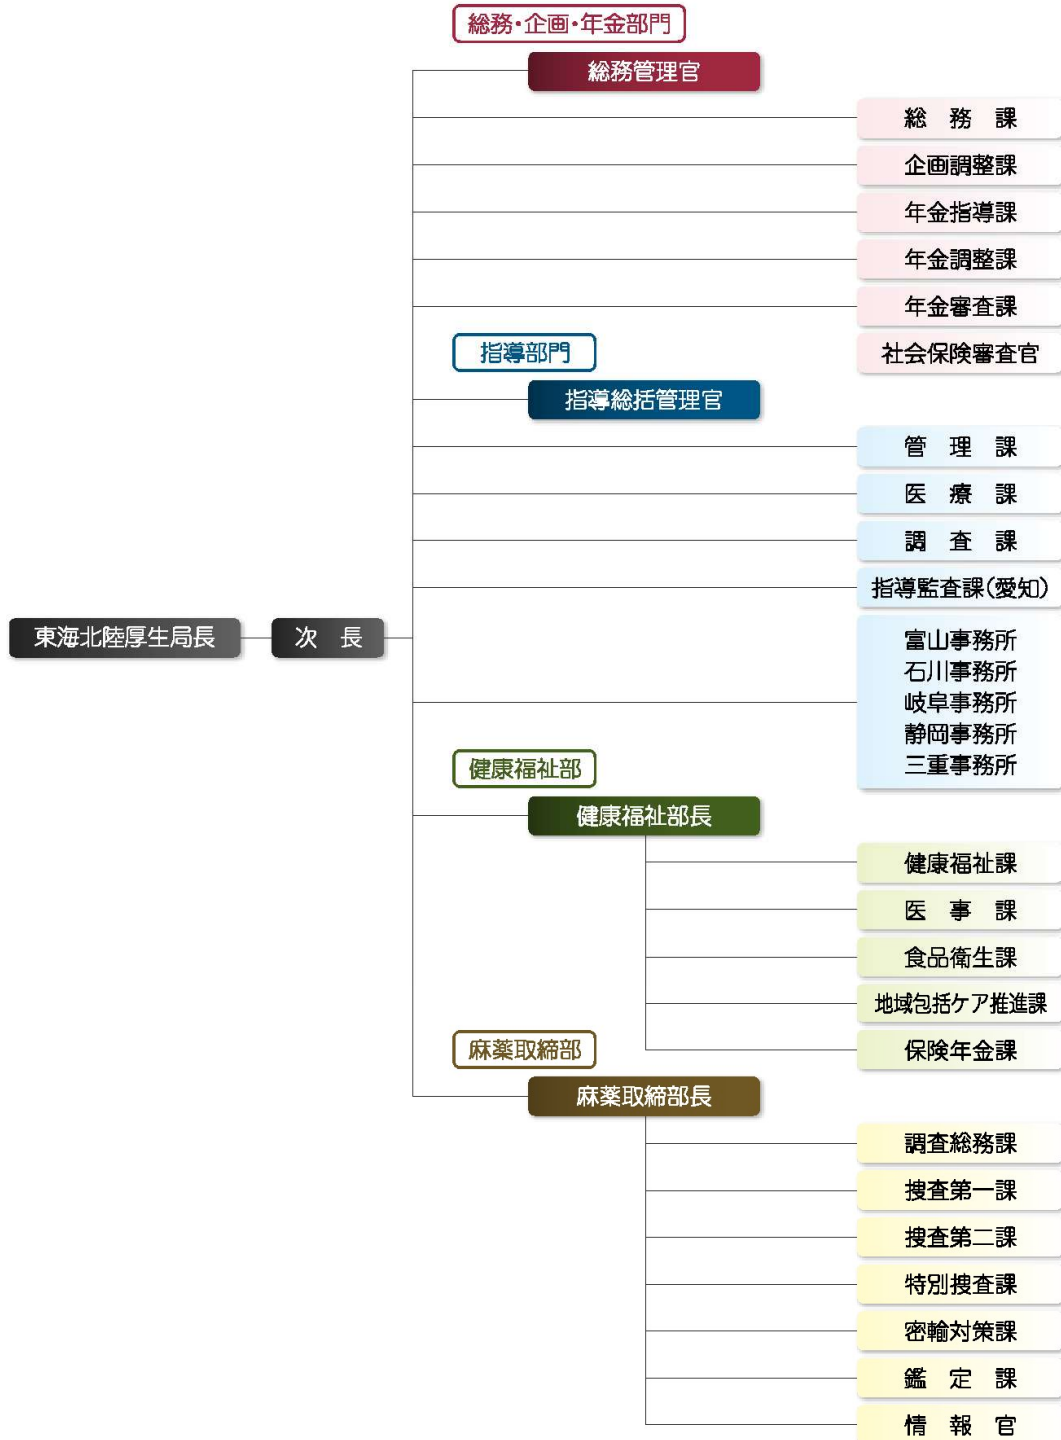 総務・企画・年金部門
総務管理官
総　務　課
企画調整課
年金指導課
年金調整課
年金審査課
社会保険審査官
指導部門
指導総括管理官
管　理　課
医　療　課
調　査　課
指導監査課(愛知)
東海北陸厚生局長
次　長
富山事務所
石川事務所
岐阜事務所
静岡事務所
三重事務所
健康福祉部
健康福祉部長
健康福祉課
医　事　課
食品衛生課
地域包括ケア推進課
保険年金課
麻薬取締部
麻薬取締部長
調査総務課
捜査第一課
捜査第二課
特別捜査課
密輸対策課
鑑　定　課
情　報　官